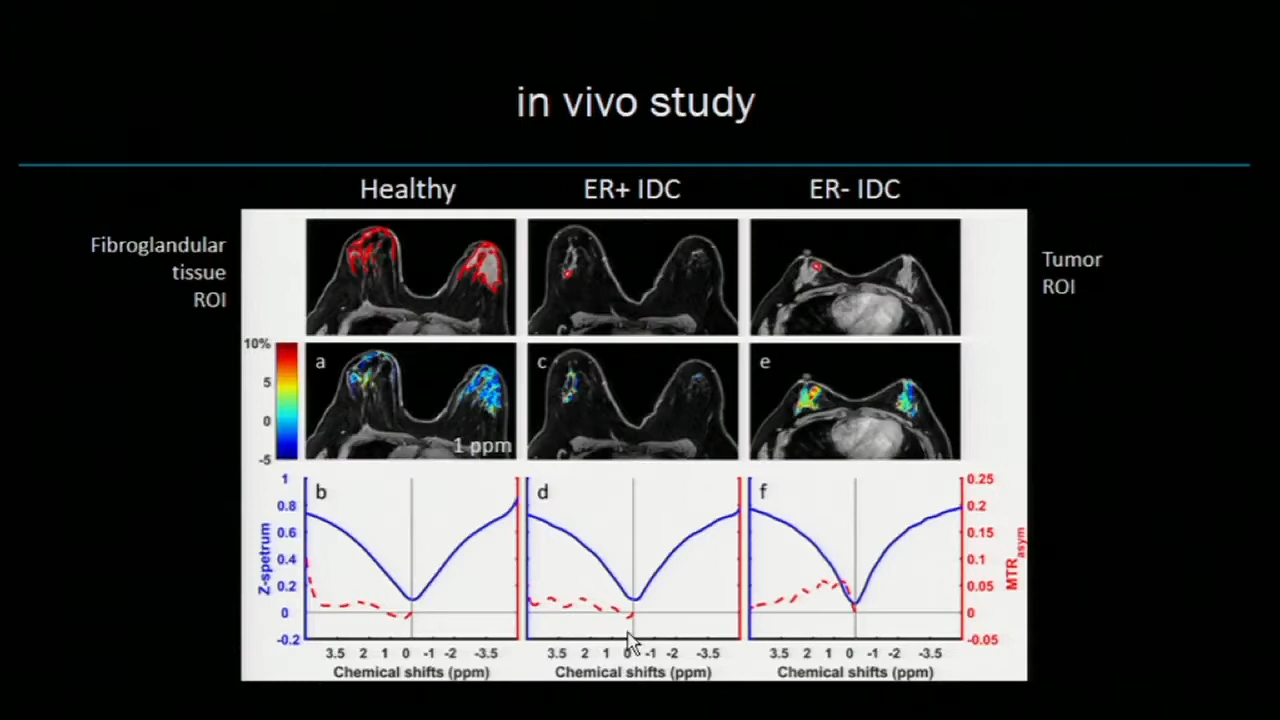 in vivo study
Healthy
ER+ IDC
ER- IDC
Fibroglandular
tissue
ROI
Tumor
ROI
10%
5
0
-5
a
1 ppm
c
e
Z-spetrum
1
0.8
0.6
0.4
0.2
0
-0.2
b
d
f
0.25
0.2
0.15
0.1
0.05
0
-0.05
MTRasym
3.5 2 1 0 -1 -2 -3.5
3.5 2 1 0 -1 -2 -3.5
3.5 2 1 0 -1 -2 -3.5
Chemical shifts (ppm)
Chemical shifts (ppm)
Chemical shifts (ppm)